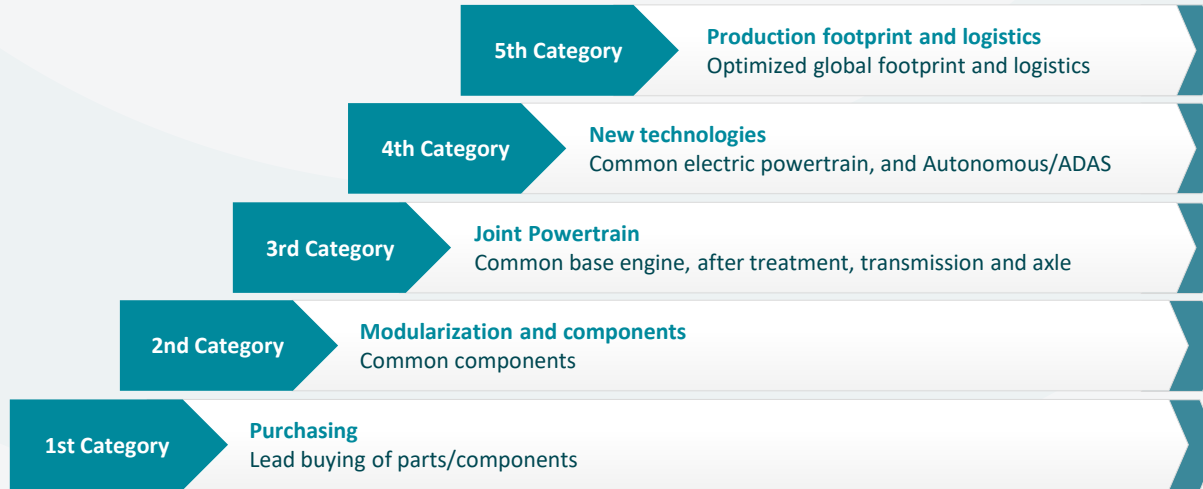 5th Category
Production footprint and logistics
Optimized global footprint and logistics
4th Category
New technologies
Common electric powertrain, and Autonomous/ADAS
3rd Category
Joint Powertrain
Common base engine, after treatment, transmission and axle
2nd Category
Modularization and components
Common components
1st Category
Purchasing
Lead buying of parts/components